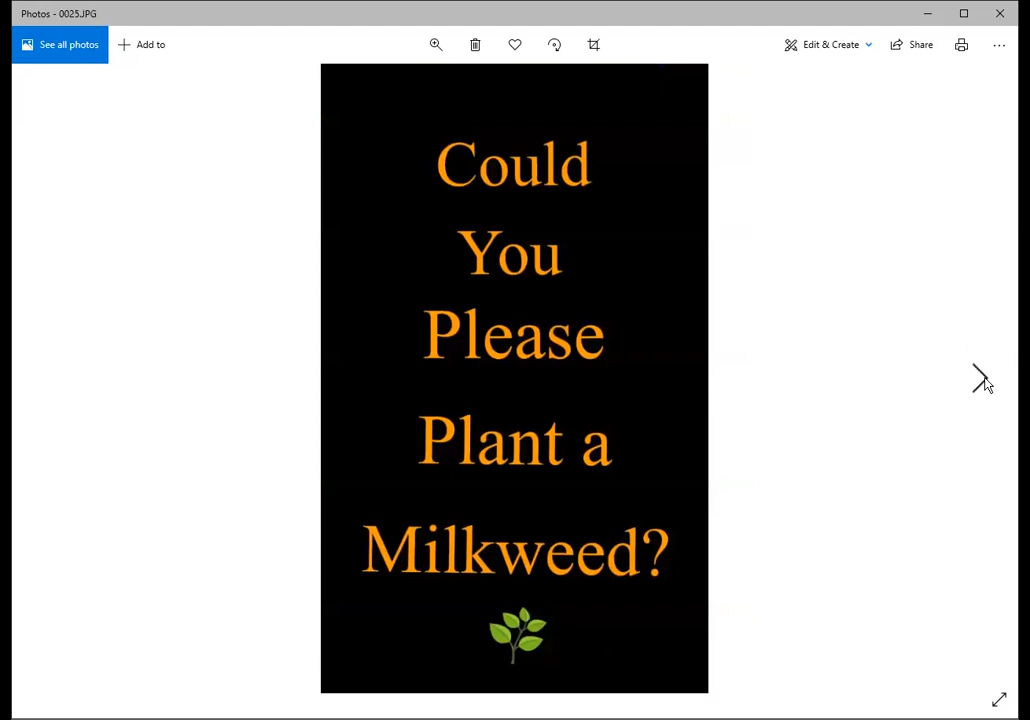 Photos - 0025.JPG
See all photos
Add to
Edit & Create
Share
Could
You
Please
Plant a
Milkweed?